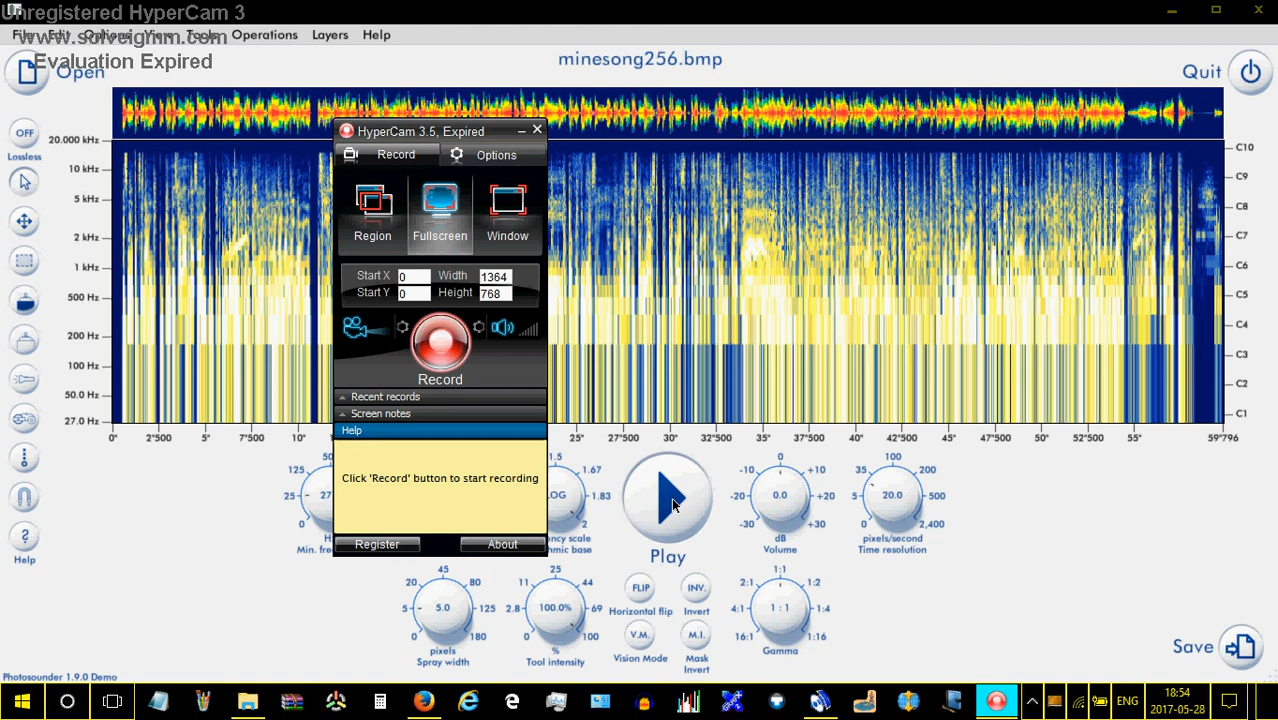 Unregistered HyperCam 3
www.solveigmm.com
Evaluation Expired
File Edit Options View Tools Operations Layers Help
Open
minesong256.bmp
Quit
OFF
Lossless
HyperCam 3.5, Expired
Record Options
Region Fullscreen Window
Start X 0 Width 1364
Start Y 0 Height 768
Record
Recent records
Screen notes
Help
Click 'Record' button to start recording
Register About
20.000 kHz
10 kHz
5 kHz
2 kHz
1 kHz
500 Hz
200 Hz
100 Hz
50.0 Hz
27.0 Hz
C10
C9
C8
C7
C6
C5
C4
C3
C2
C1
0" 2"500 5" 7"500 10" 25" 27"500 30" 32"500 35" 37"500 40" 42"500 45" 47"500 50" 52"500 55" 59"796
125
25
0
27
Min.
1.67
1.83
2
LOG
Play
0
-10 +10
-20 0.0 +20
-30 +30
dB
Volume
100
35 200
5 20.0 500
0 2,400
pixels/second
Time resolution
45
20 80
5 5.0 125
0 180
pixels
Spray width
25
11 44
2.8 100.0% 69
0 100
%
Tool intensity
FLIP
Horizontal flip
INV.
Invert
V.M.
Vision Mode
M.I.
Mask
Invert
1:1
2:1 1:2
4:1 1 : 1 1:4
16:1 1:16
Gamma
?
Help
Save
Photosounder 1.9.0 Demo
ENG
18:54
2017-05-28